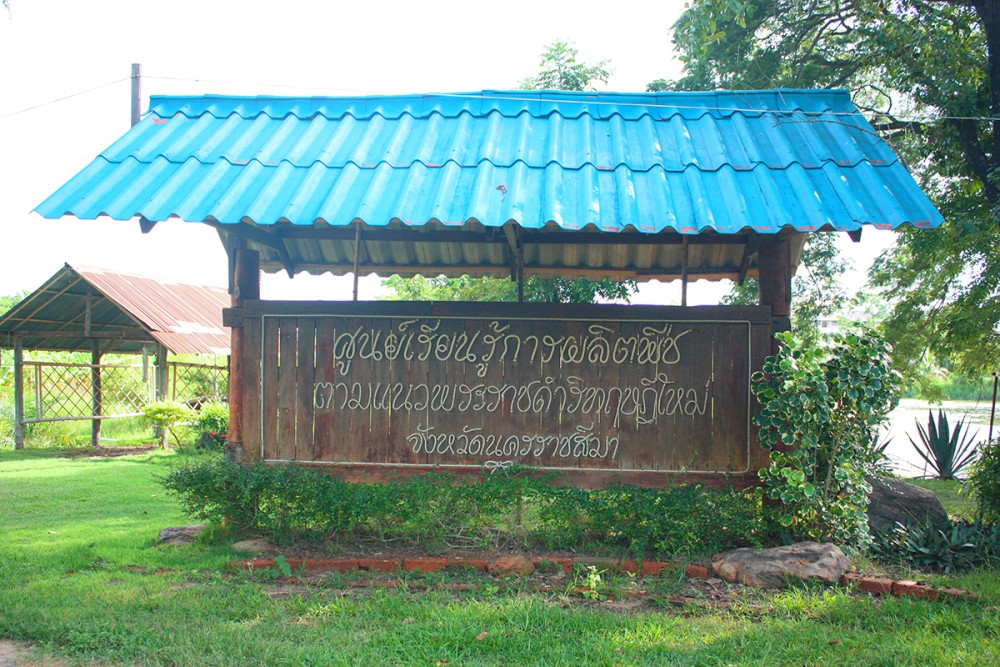 ศูนย์เรียนรู้การผลิตพืช
ตามแนวพระราชดำริทฤษฎีใหม่
จังหวัดนครราชสีมา